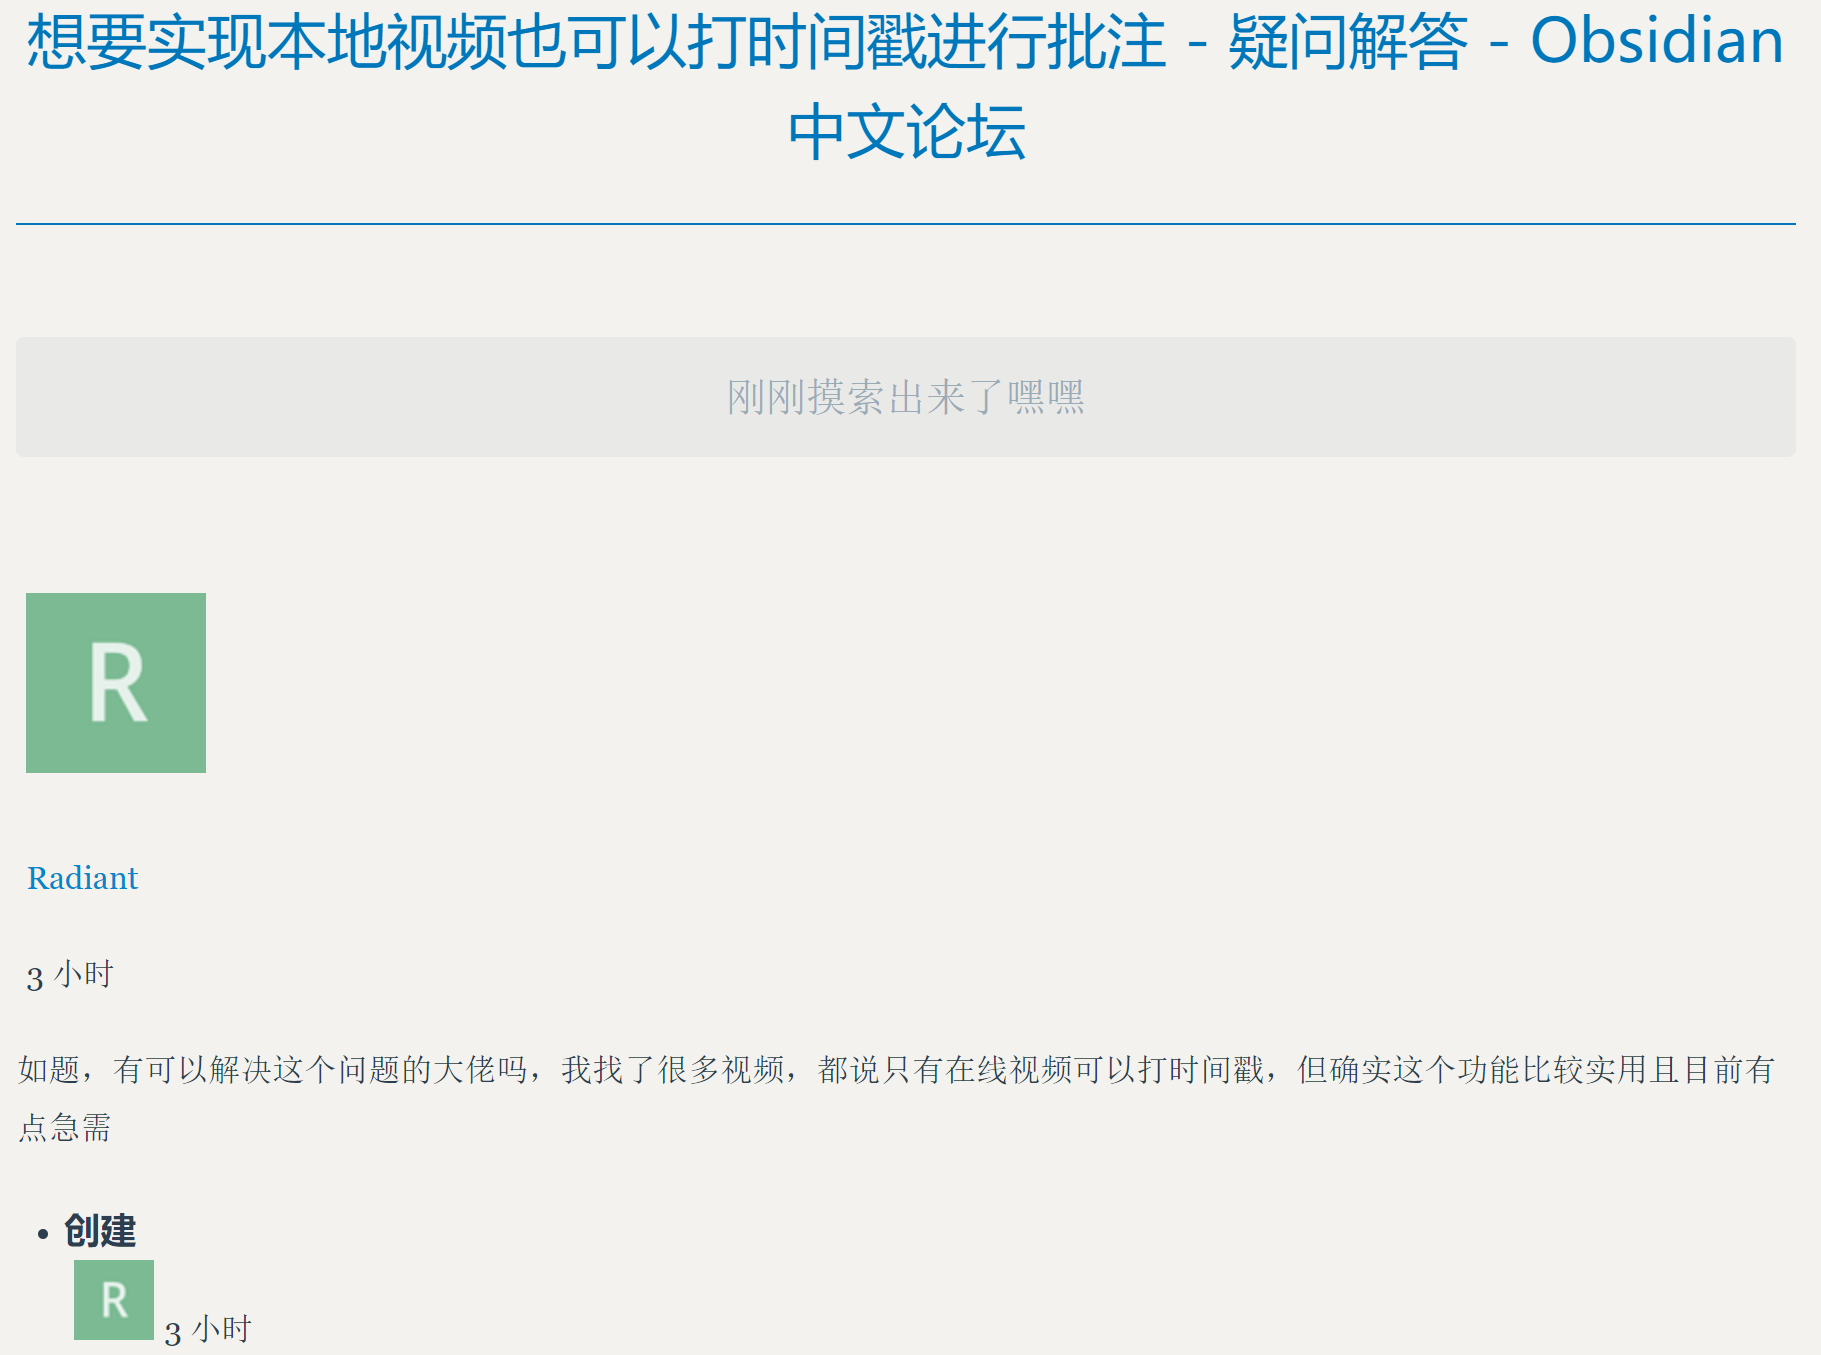 想要实现本地视频也可以打时间戳进行批注 - 疑问解答 - Obsidian
中文论坛
刚刚摸索出来了嘿嘿
R
Radiant
3 小时
如题，有可以解决这个问题的大佬吗，我找了很多视频，都说只有在线视频可以打时间戳，但确实这个功能比较实用且目前有
点急需
• 创建
R 3 小时